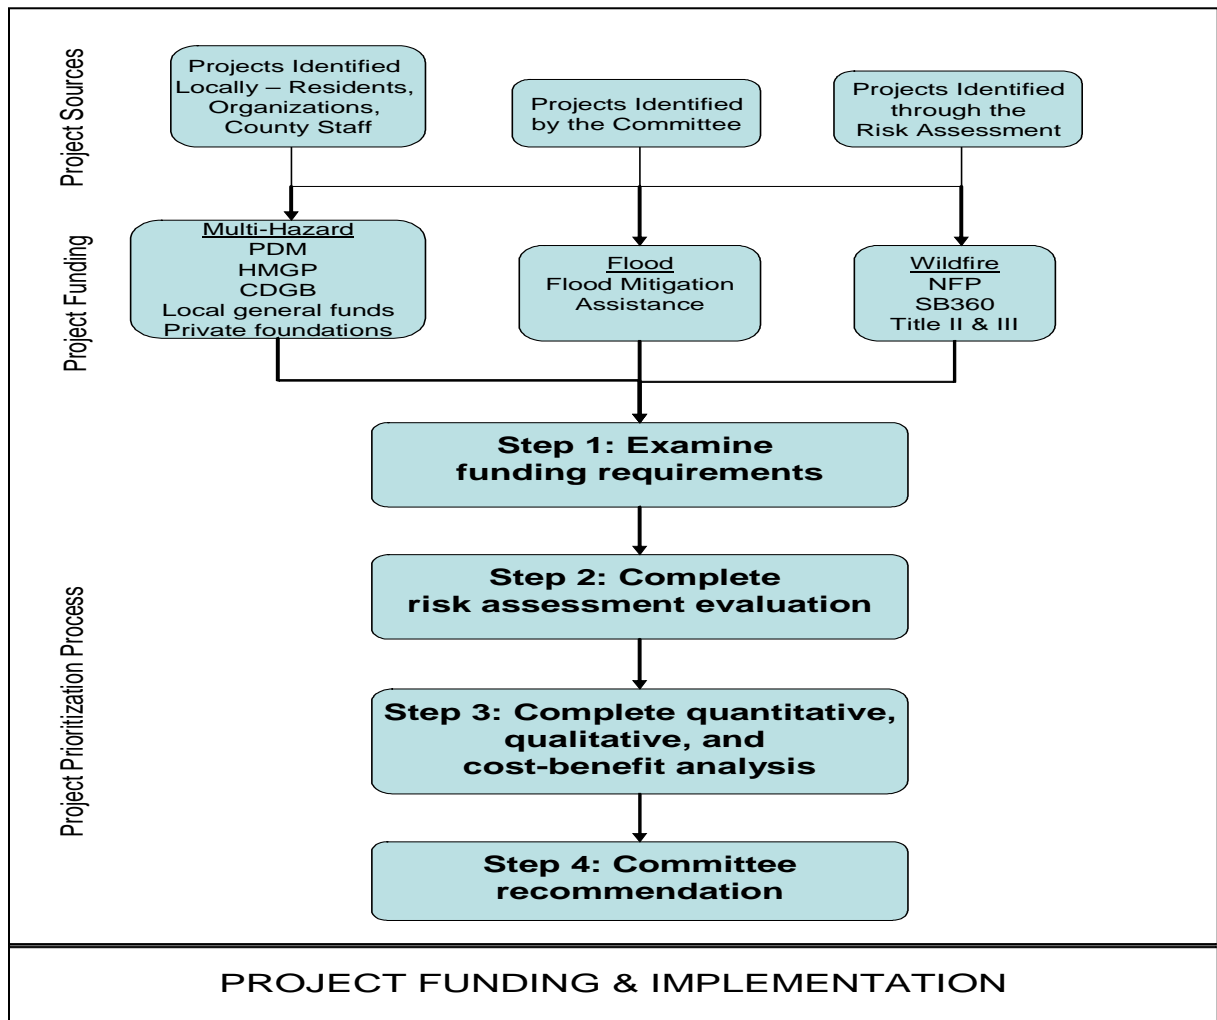 Project Sources
Projects Identified
Locally – Residents,
Organizations,
County Staff
Projects Identified
by the Committee
Projects Identified
through the
Risk Assessment
Project Funding
Multi-Hazard
PDM
HMGP
CDGB
Local general funds
Private foundations
Flood
Flood Mitigation
Assistance
Wildfire
NFP
SB360
Title II & III
Project Prioritization Process
Step 1: Examine
funding requirements
Step 2: Complete
risk assessment evaluation
Step 3: Complete quantitative,
qualitative, and
cost-benefit analysis
Step 4: Committee
recommendation
PROJECT FUNDING & IMPLEMENTATION